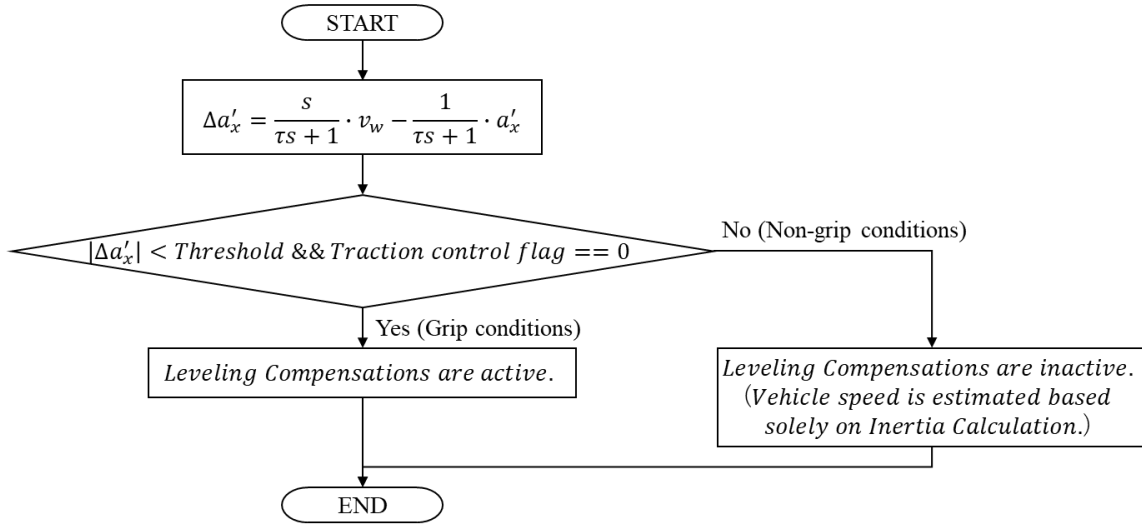 START
Δa′ₓ = s/(τs + 1) · v_w − 1/(τs + 1) · a′ₓ
|Δa′ₓ| < Threshold && Traction control flag == 0
No (Non-grip conditions)
Yes (Grip conditions)
Leveling Compensations are active.
Leveling Compensations are inactive.
(Vehicle speed is estimated based
solely on Inertia Calculation.)
END